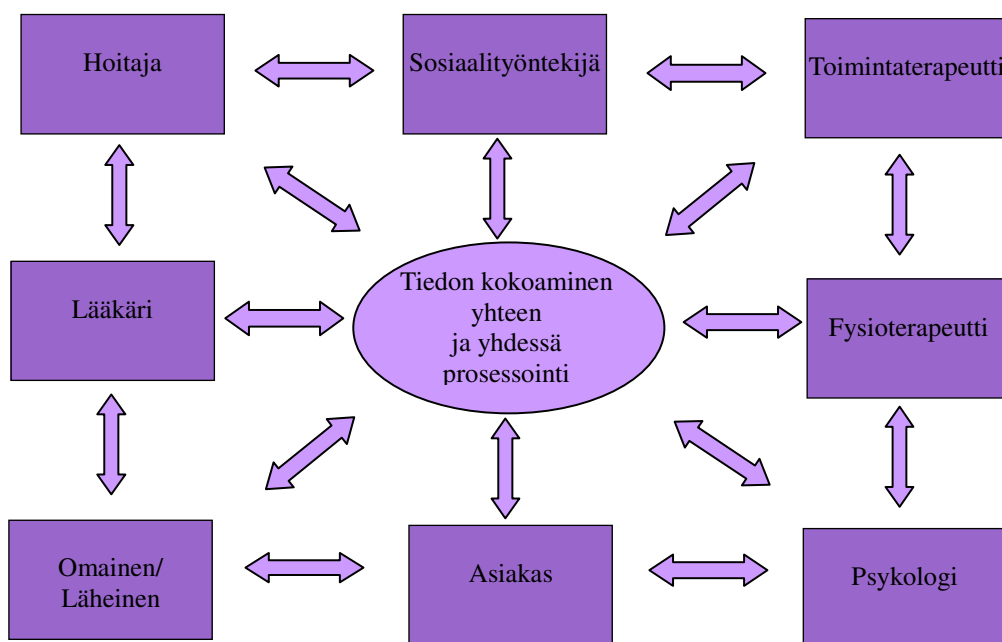 Hoitaja
Sosiaalityöntekijä
Toimintaterapeutti
Lääkäri
Tiedon kokoaminen
yhteen
ja yhdessä
prosessointi
Fysioterapeutti
Omainen/
Läheinen
Asiakas
Psykologi